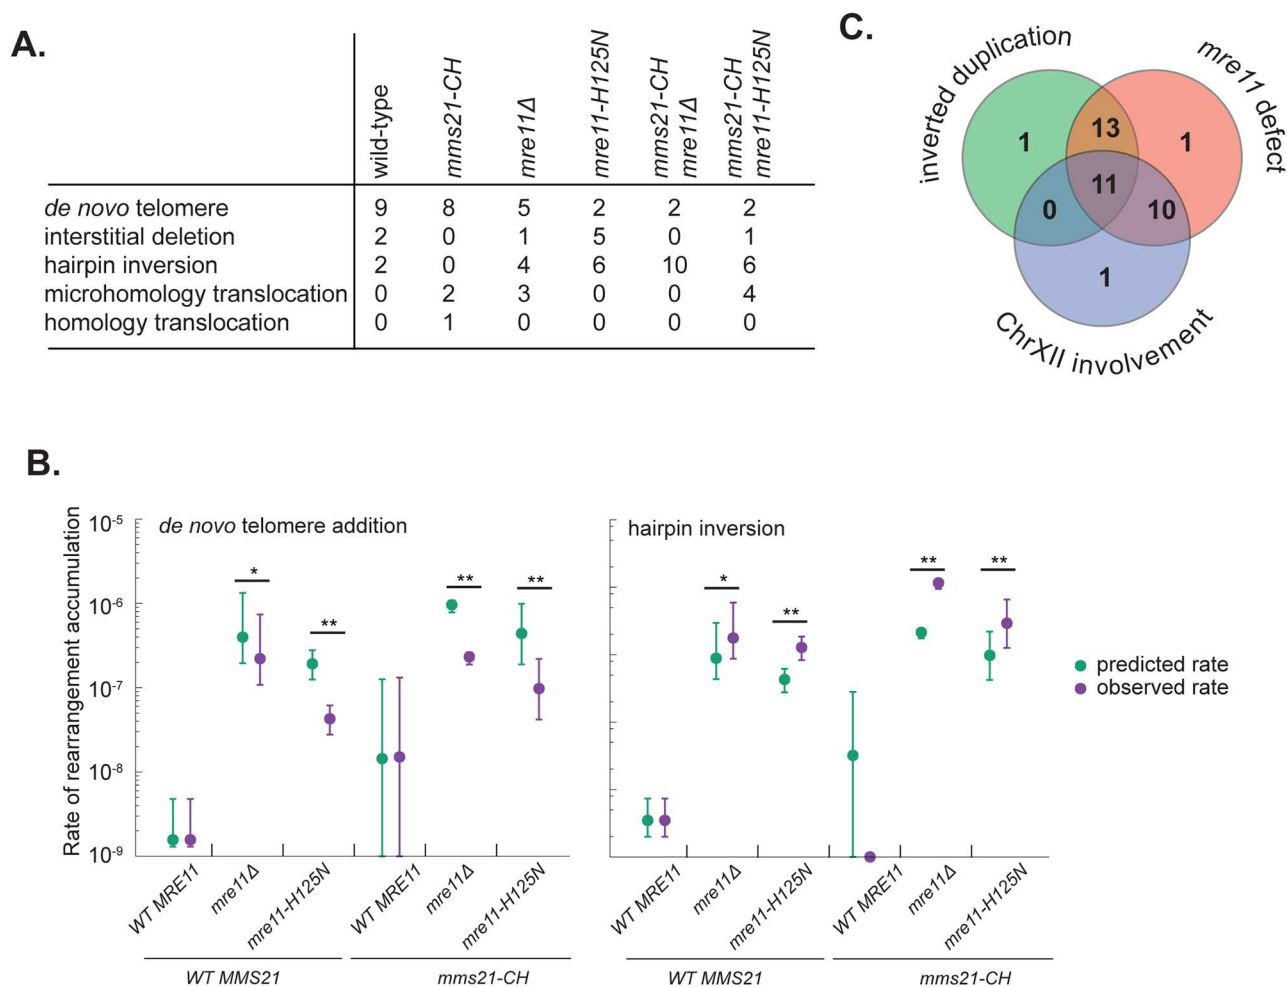 A.
wild-type
mms21-CH
mre11Δ
mre11-H125N
mms21-CH
mre11Δ
mms21-CH
mre11-H125N
de novo telomere 9 8 5 2 2 2
interstitial deletion 2 0 1 5 0 1
hairpin inversion 2 0 4 6 10 6
microhomology translocation 0 2 3 0 0 4
homology translocation 0 1 0 0 0 0
C.
inverted duplication
mre11 defect
1
13
1
11
0
10
1
ChrXII involvement
B.
Rate of rearrangement accumulation
10-5
10-6
10-7
10-8
10-9
de novo telomere addition
*
**
**
**
WT MRE11
mre11Δ
mre11-H125N
WT MRE11
mre11Δ
mre11-H125N
WT MMS21
mms21-CH
hairpin inversion
*
**
**
**
WT MRE11
mre11Δ
mre11-H125N
WT MRE11
mre11Δ
mre11-H125N
WT MMS21
mms21-CH
predicted rate
observed rate